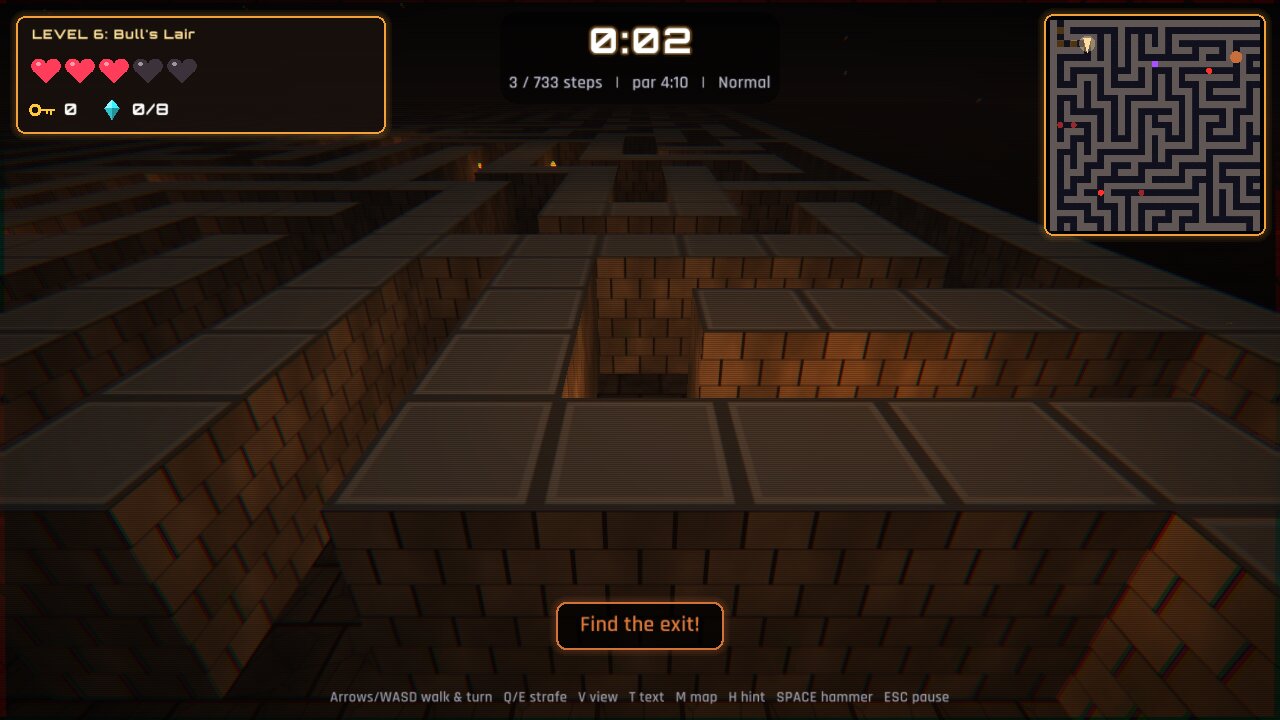 LEVEL 6: Bull's Lair
0
0/8
0:02
3 / 733 steps | par 4:10 | Normal
Find the exit!
Arrows/WASD walk & turn Q/E strafe V view T text M map H hint SPACE hammer ESC pause